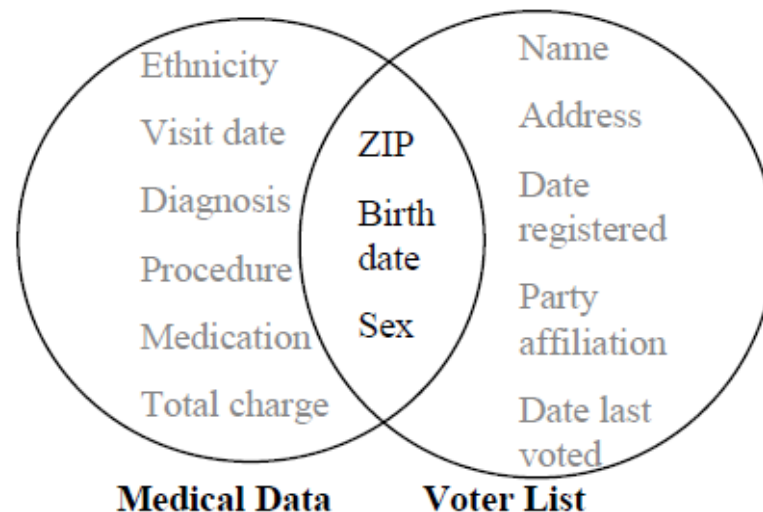 Ethnicity
Visit date
Diagnosis
Procedure
Medication
Total charge
ZIP
Birth
date
Sex
Name
Address
Date
registered
Party
affiliation
Date last
voted
Medical Data
Voter List